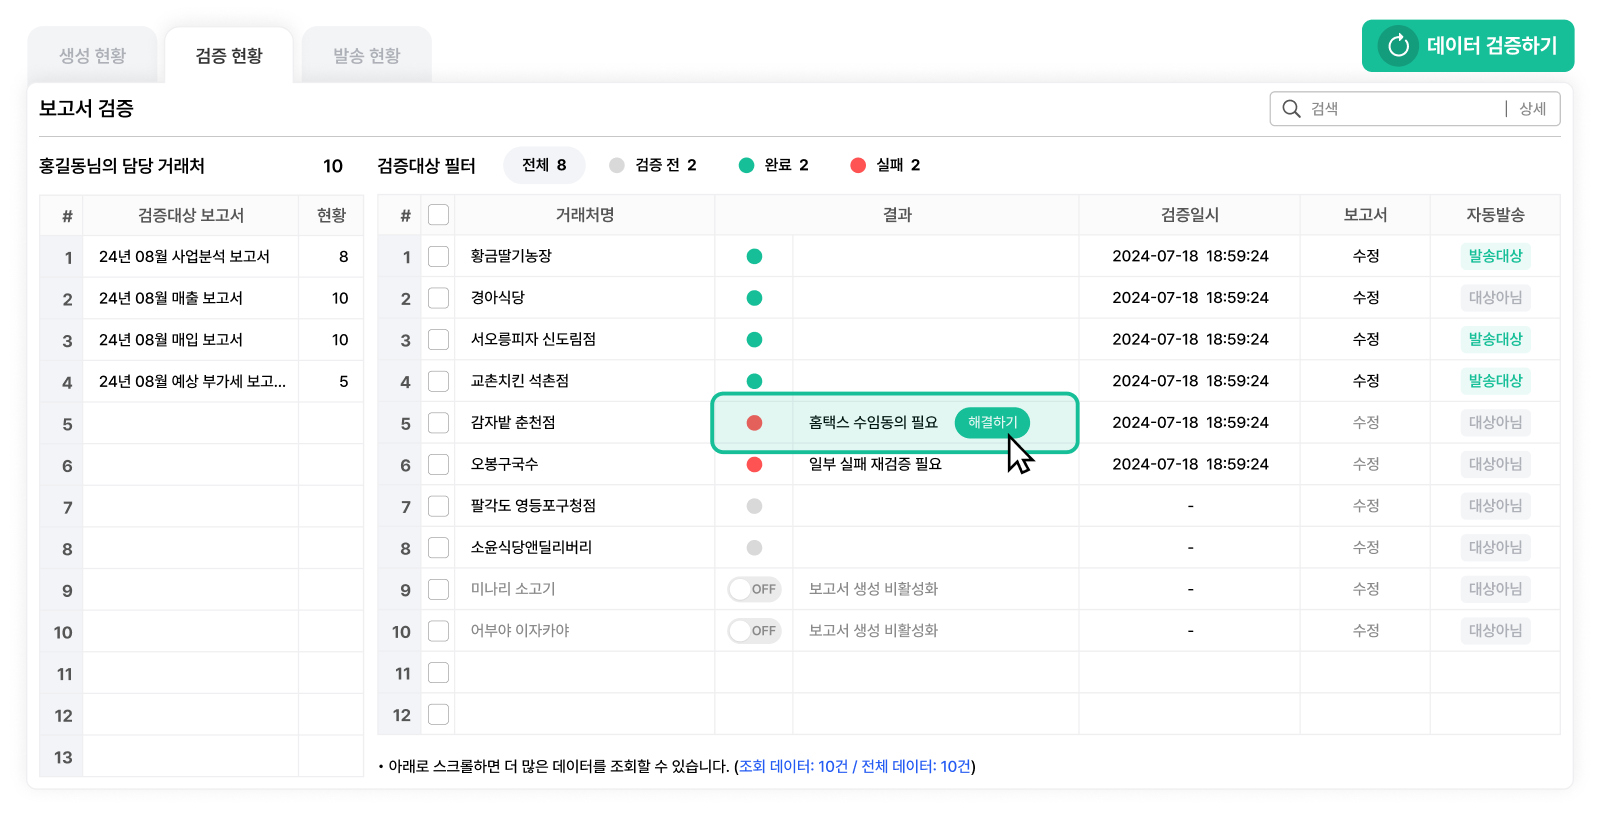 생성 현황 검증 현황 발송 현황 데이터 검증하기
보고서 검증 검색 | 상세
홍길동님의 담당 거래처 10 검증대상 필터 전체 8 검증 전 2 완료 2 실패 2
# 검증대상 보고서 현황 # 거래처명 결과 검증일시 보고서 자동발송
1 24년 08월 사업분석 보고서 8 1 황금딸기농장 2024-07-18 18:59:24 수정 발송대상
2 24년 08월 매출 보고서 10 2 경아식당 2024-07-18 18:59:24 수정 대상아님
3 24년 08월 매입 보고서 10 3 서오릉피자 신도림점 2024-07-18 18:59:24 수정 발송대상
4 24년 08월 예상 부가세 보고... 5 4 교촌치킨 석촌점 2024-07-18 18:59:24 수정 발송대상
5 5 감자밭 춘천점 홈택스 수임동의 필요 해결하기 2024-07-18 18:59:24 수정 대상아님
6 6 오봉구국수 일부 실패 재검증 필요 2024-07-18 18:59:24 수정 대상아님
7 7 팔각도 영등포구청점 - 수정 대상아님
8 8 소윤식당앤딜리버리 - 수정 대상아님
9 9 미나리 소고기 OFF 보고서 생성 비활성화 - 수정 대상아님
10 10 어부야 이자카야 OFF 보고서 생성 비활성화 - 수정 대상아님
11 11
12 12
13
• 아래로 스크롤하면 더 많은 데이터를 조회할 수 있습니다. (조회 데이터: 10건 / 전체 데이터: 10건)